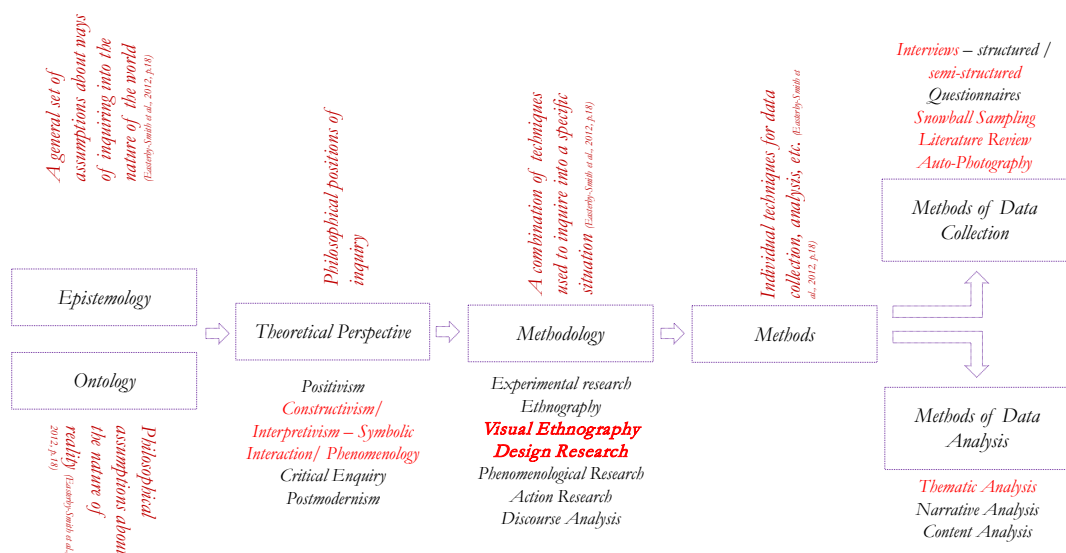 A general set of
assumptions about ways
of inquiring into the
nature of the world
(Easterby-Smith et al., 2012, p.18)
Epistemology
Ontology
Philosophical
assumptions about
the nature of
reality (Easterby-Smith et al.,
2012, p.18)
Philosophical positions of
inquiry
Theoretical Perspective
Positivism
Constructivism/
Interpretivism – Symbolic
Interaction/ Phenomenology
Critical Enquiry
Postmodernism
A combination of techniques
used to inquire into a specific
situation (Easterby-Smith et al., 2012, p.18)
Methodology
Experimental research
Ethnography
Visual Ethnography
Design Research
Phenomenological Research
Action Research
Discourse Analysis
Individual techniques for data
collection, analysis, etc. (Easterby-Smith et
al., 2012, p.18)
Methods
Interviews – structured /
semi-structured
Questionnaires
Snowball Sampling
Literature Review
Auto-Photography
Methods of Data
Collection
Methods of Data
Analysis
Thematic Analysis
Narrative Analysis
Content Analysis